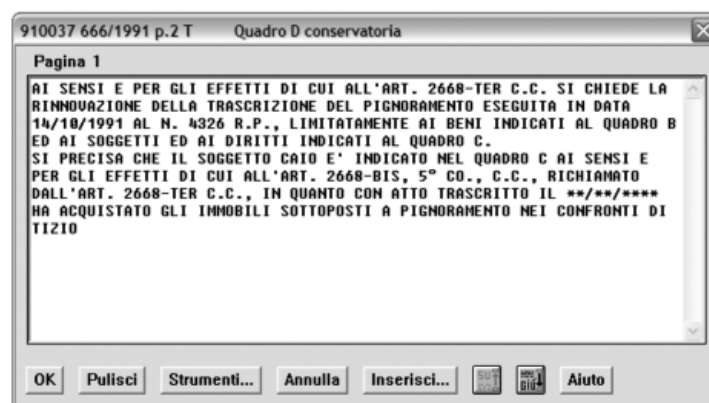 910037 666/1991 p.2 T Quadro D conservatoria
Pagina 1
AI SENSI E PER GLI EFFETTI DI CUI ALL'ART. 2668-TER C.C. SI CHIEDE LA
RINNOVAZIONE DELLA TRASCRIZIONE DEL PIGNORAMENTO ESEGUITA IN DATA
14/10/1991 AL N. 4326 R.P., LIMITATAMENTE AI BENI INDICATI AL QUADRO B
ED AI SOGGETTI ED AI DIRITTI INDICATI AL QUADRO C.
SI PRECISA CHE IL SOGGETTO CAIO E' INDICATO NEL QUADRO C AI SENSI E
PER GLI EFFETTI DI CUI ALL'ART. 2668-BIS, 5° CO., C.C., RICHIAMATO
DALL'ART. 2668-TER C.C., IN QUANTO CON ATTO TRASCRITTO IL **/**/****
HA ACQUISTATO GLI IMMOBILI SOTTOPOSTI A PIGNORAMENTO NEI CONFRONTI DI
TIZIO
OK Pulisci Strumenti... Annulla Inserisci... Giù Aiuto